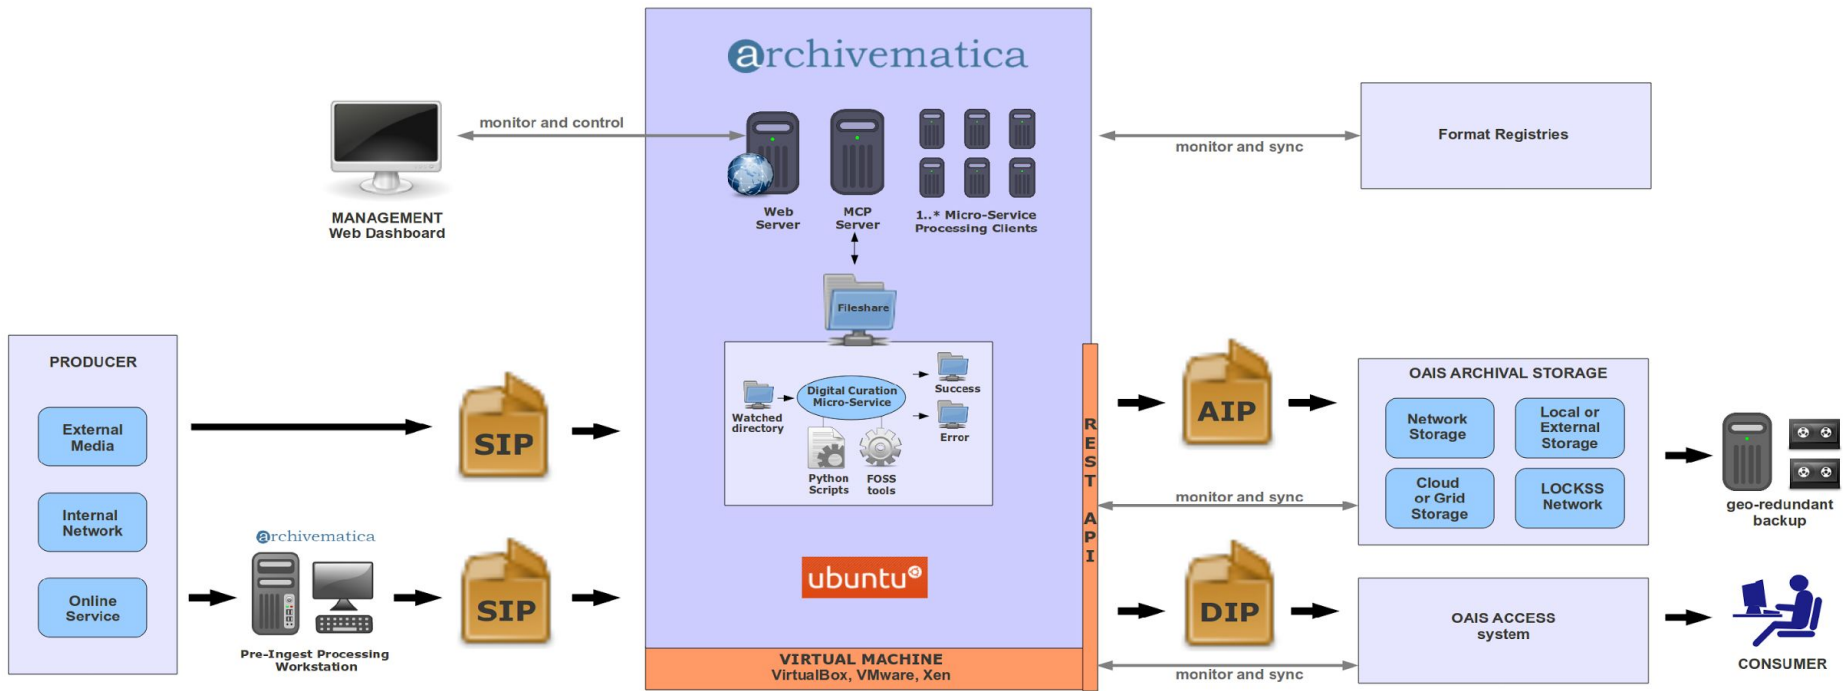 archivematica
monitor and control
monitor and sync
Format Registries
MANAGEMENT
Web Dashboard
Web
Server
MCP
Server
1..* Micro-Service
Processing Clients
Fileshare
PRODUCER
External
Media
Internal
Network
Online
Service
SIP
archivematica
Pre-Ingest Processing
Workstation
SIP
Watched
directory
Digital Curation
Micro-Service
Success
Error
Python
Scripts
FOSS
tools
ubuntu
VIRTUAL MACHINE
VirtualBox, VMware, Xen
REST API
AIP
OAIS ARCHIVAL STORAGE
Network
Storage
Local or
External
Storage
Cloud
or Grid
Storage
LOCKSS
Network
monitor and sync
geo-redundant
backup
DIP
OAIS ACCESS
system
monitor and sync
CONSUMER